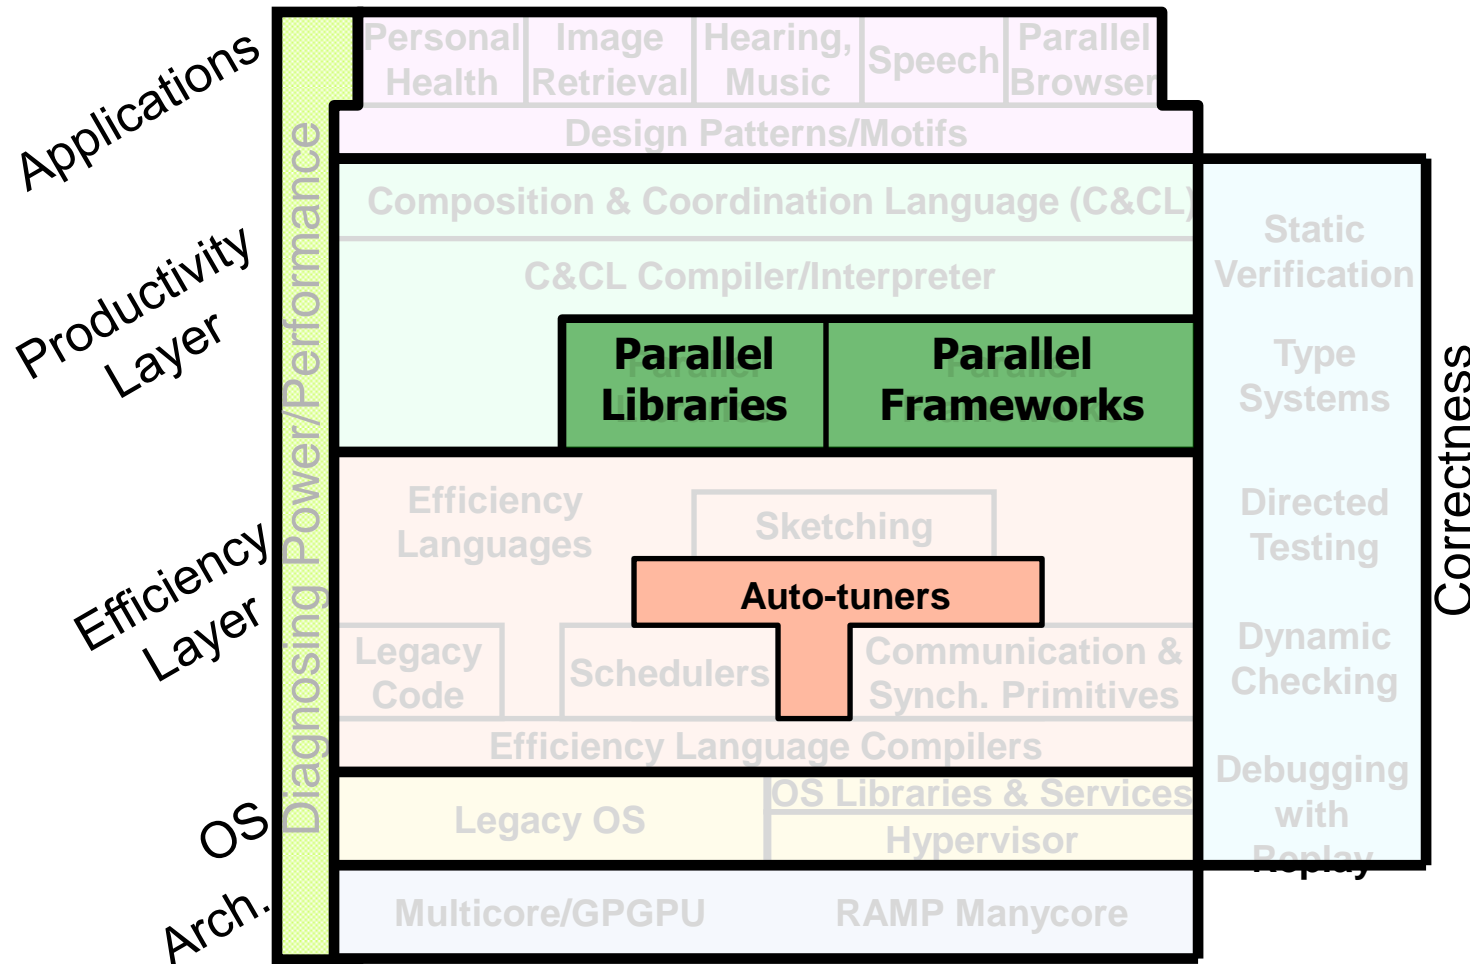 Applications
Personal
Health
Image
Retrieval
Hearing,
Music
Speech
Parallel
Browser
Design Patterns/Motifs
Diagnosing Power/Performance
Productivity
Layer
Composition & Coordination Language (C&CL)
C&CL Compiler/Interpreter
Parallel
Libraries
Parallel
Frameworks
Static
Verification
Type
Systems
Directed
Testing
Dynamic
Checking
Debugging
with
Replay
Correctness
Efficiency
Layer
Efficiency
Languages
Sketching
Auto-tuners
Legacy
Code
Schedulers
Communication &
Synch. Primitives
Efficiency Language Compilers
OS
Legacy OS
OS Libraries & Services
Hypervisor
Arch.
Multicore/GPGPU
RAMP Manycore